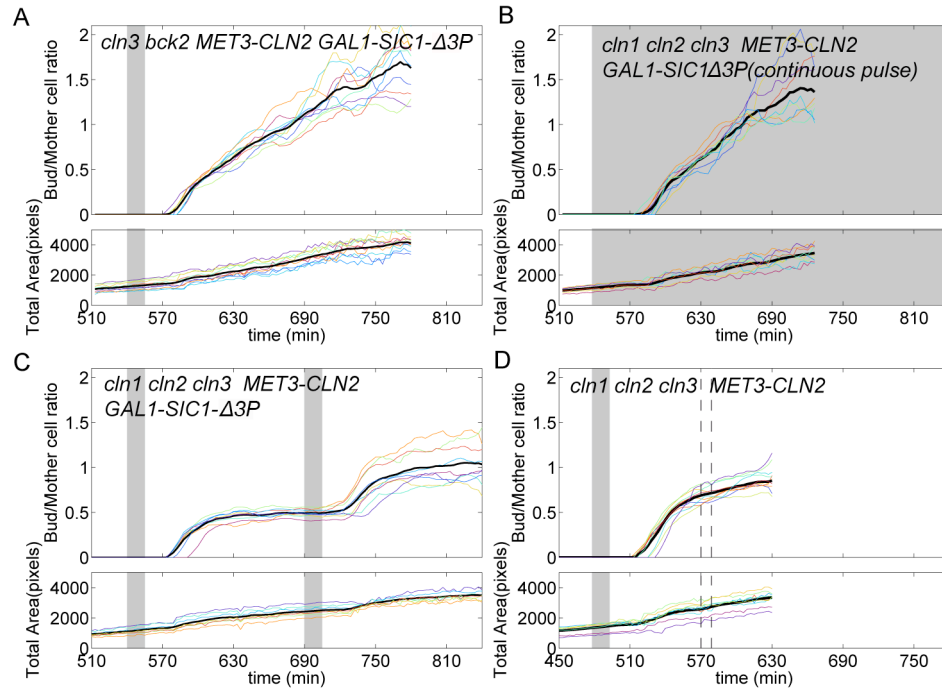 A
cln3 bck2 MET3-CLN2 GAL1-SIC1-Δ3P
Bud/Mother cell ratio
2
1.5
1
0.5
0
Total Area(pixels)
4000
2000
0
510 570 630 690 750 810
time (min)
B
cln1 cln2 cln3 MET3-CLN2
GAL1-SIC1Δ3P(continuous pulse)
Bud/Mother cell ratio
2
1.5
1
0.5
0
Total Area(pixels)
4000
2000
0
450 510 570 630 690 750
time (min)
C
cln1 cln2 cln3 MET3-CLN2
GAL1-SIC1-Δ3P
Bud/Mother cell ratio
2
1.5
1
0.5
0
Total Area(pixels)
4000
2000
0
510 570 630 690 750 810
time (min)
D
cln1 cln2 cln3 MET3-CLN2
Bud/Mother cell ratio
2
1.5
1
0.5
0
Total Area(pixels)
4000
2000
0
450 510 570 630 690 750
time (min)